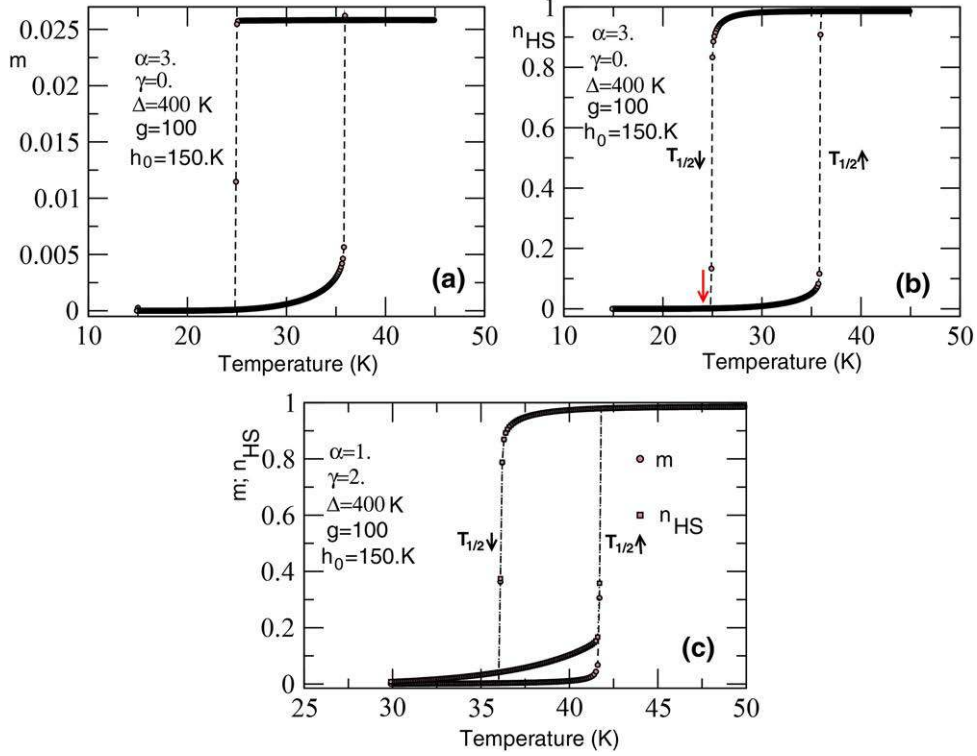 0.025
0.02
0.015
0.01
0.005
0
m
α=3.
γ=0.
Δ=400 K
g=100
h0=150.K
(a)
10 20 30 40 50
Temperature (K)
1
0.8
0.6
0.4
0.2
0
nHS
α=3.
γ=0.
Δ=400 K
g=100
h0=150.K
T1/2↓
T1/2↑
(b)
10 20 30 40 50
Temperature (K)
1
0.8
0.6
0.4
0.2
0
m; nHS
α=1.
γ=2.
Δ=400 K
g=100
h0=150.K
T1/2↓
T1/2↑
m
nHS
(c)
25 30 35 40 45 50
Temperature (K)